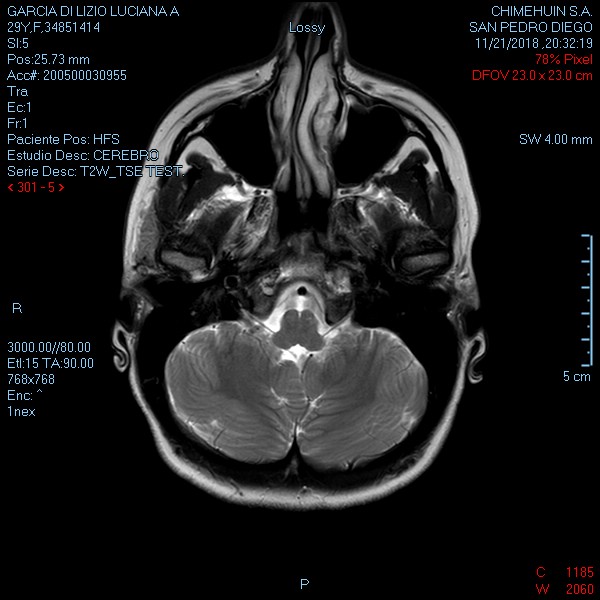 GARCIA DI LIZIO LUCIANA A
29Y,F,34851414
Sl:5
Pos:25.73 mm
Acc#: 200500030955
Tra
Ec:1
Fr:1
Paciente Pos: HFS
Estudio Desc: CEREBRO
Serie Desc: T2W_TSE TEST.
< 301 - 5 >
Lossy
CHIMEHUIN S.A.
SAN PEDRO DIEGO
11/21/2018 ,20:32:19
78% Pixel
DFOV 23.0 x 23.0 cm
SW 4.00 mm
R
3000.00//80.00
Etl:15 TA:90.00
768x768
Enc: ^
1nex
5 cm
P
C 1185
W 2060